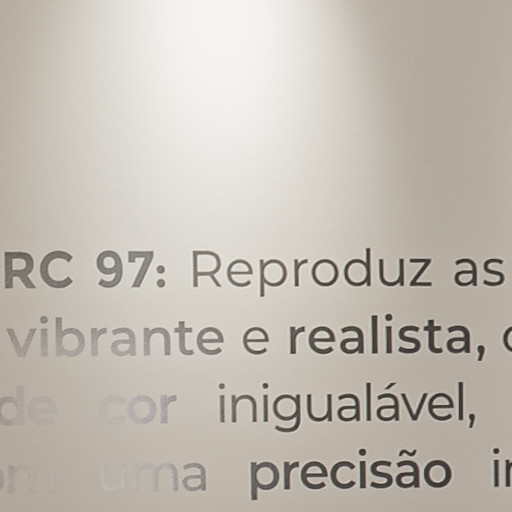 RC 97: Reproduz as
vibrante e realista,
de cor inigualável,
uma precisão